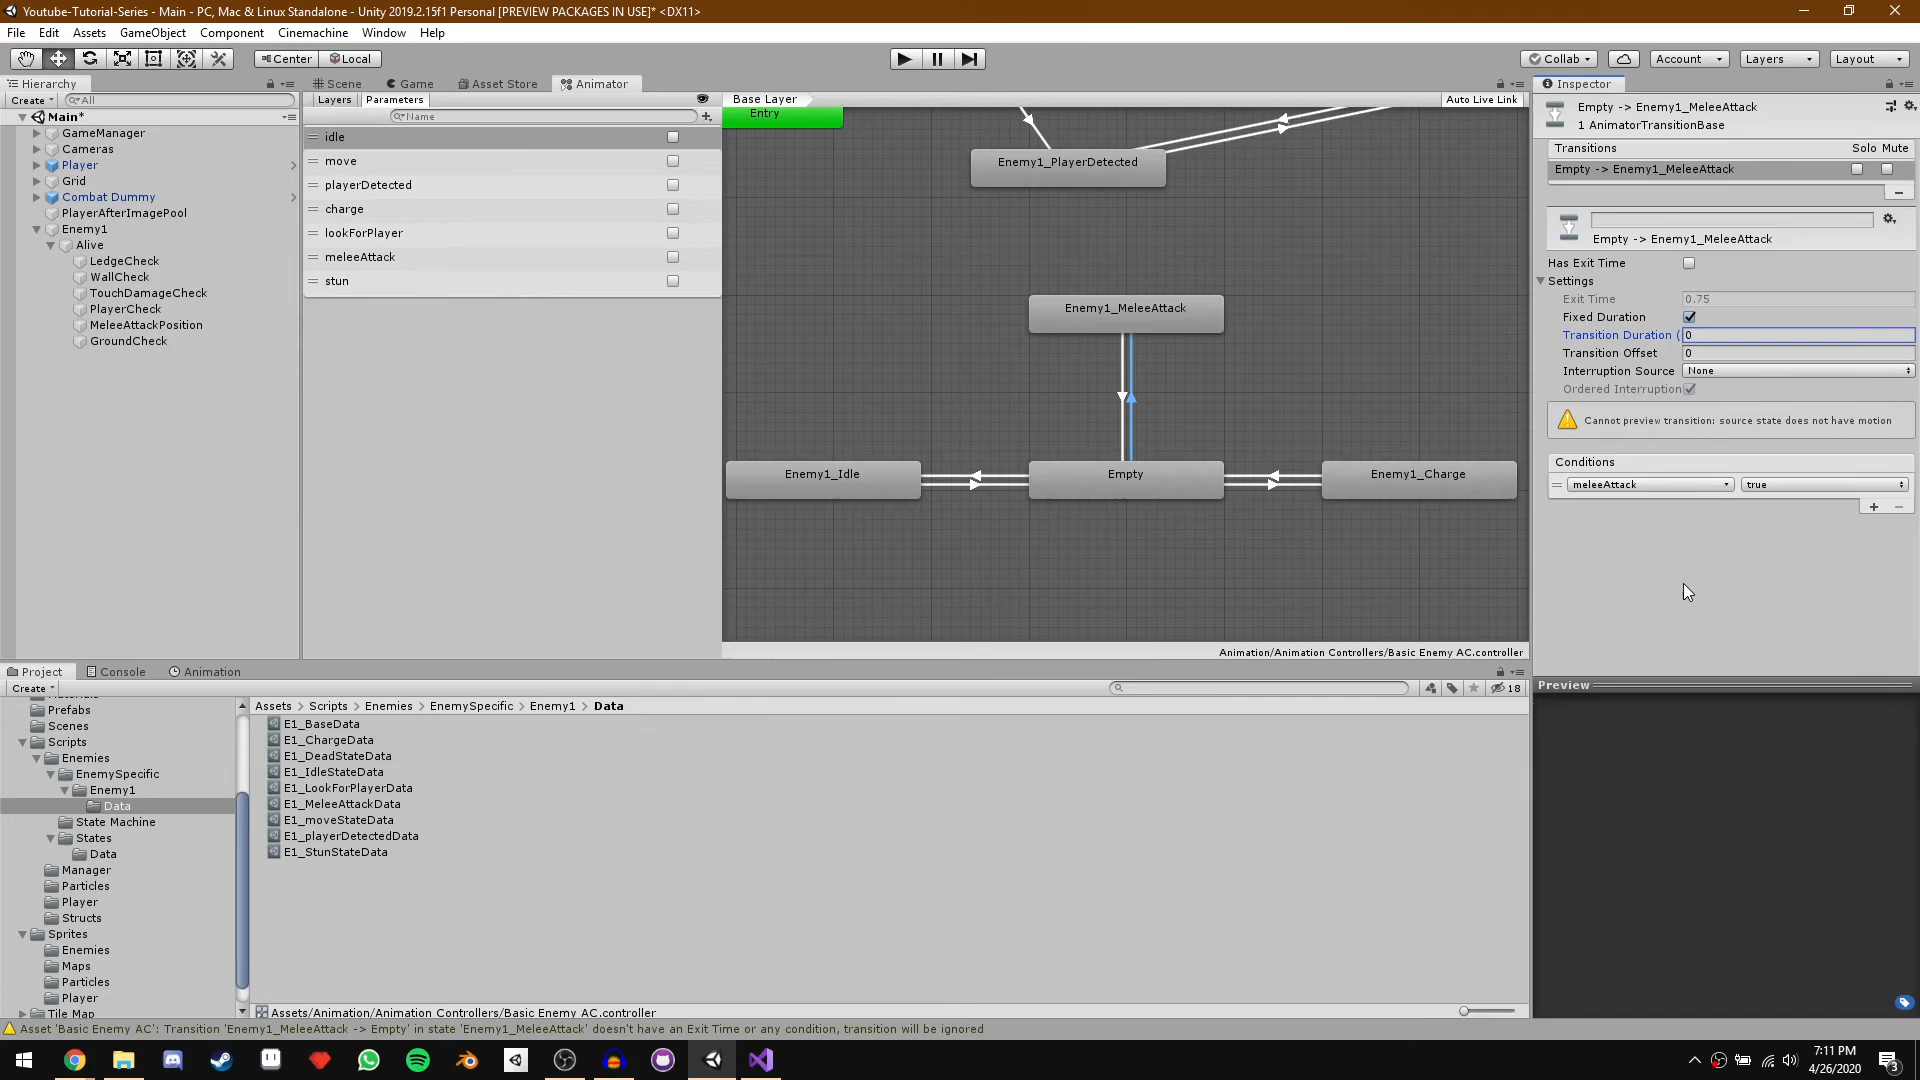 Youtube-Tutorial-Series - Main - PC, Mac & Linux Standalone - Unity 2019.2.15f1 Personal [PREVIEW PACKAGES IN USE]* <DX11>
File Edit Assets GameObject Component Cinemachine Window Help
Center Local Collab Account Layers Layout
Hierarchy Scene Game Asset Store Animator Inspector
Create All
Main*
GameManager
Cameras
Player
Grid
Combat Dummy
PlayerAfterImagePool
Enemy1
Alive
LedgeCheck
WallCheck
TouchDamageCheck
PlayerCheck
MeleeAttackPosition
GroundCheck
Layers Parameters
Name
idle
move
playerDetected
charge
lookForPlayer
meleeAttack
stun
Base Layer Auto Live Link
Entry
Enemy1_PlayerDetected
Enemy1_MeleeAttack
Enemy1_Idle Empty Enemy1_Charge
Animation/Animation Controllers/Basic Enemy AC.controller
Empty -> Enemy1_MeleeAttack
1 AnimatorTransitionBase
Transitions Solo Mute
Empty -> Enemy1_MeleeAttack
Empty -> Enemy1_MeleeAttack
Has Exit Time
Settings
Exit Time 0.75
Fixed Duration
Transition Duration ( 0
Transition Offset 0
Interruption Source None
Ordered Interruption
Cannot preview transition: source state does not have motion
Conditions
meleeAttack true
Preview
Project Console Animation
Create 18
Prefabs
Scenes
Scripts
Enemies
EnemySpecific
Enemy1
Data
State Machine
States
Data
Manager
Particles
Player
Structs
Sprites
Enemies
Maps
Particles
Player
Tile Map
Assets > Scripts > Enemies > EnemySpecific > Enemy1 > Data
E1_BaseData
E1_ChargeData
E1_DeadStateData
E1_IdleStateData
E1_LookForPlayerData
E1_MeleeAttackData
E1_moveStateData
E1_playerDetectedData
E1_StunStateData
Assets/Animation/Animation Controllers/Basic Enemy AC.controller
Asset 'Basic Enemy AC': Transition 'Enemy1_MeleeAttack -> Empty' in state 'Enemy1_MeleeAttack' doesn't have an Exit Time or any condition, transition will be ignored
7:11 PM
4/26/2020
3